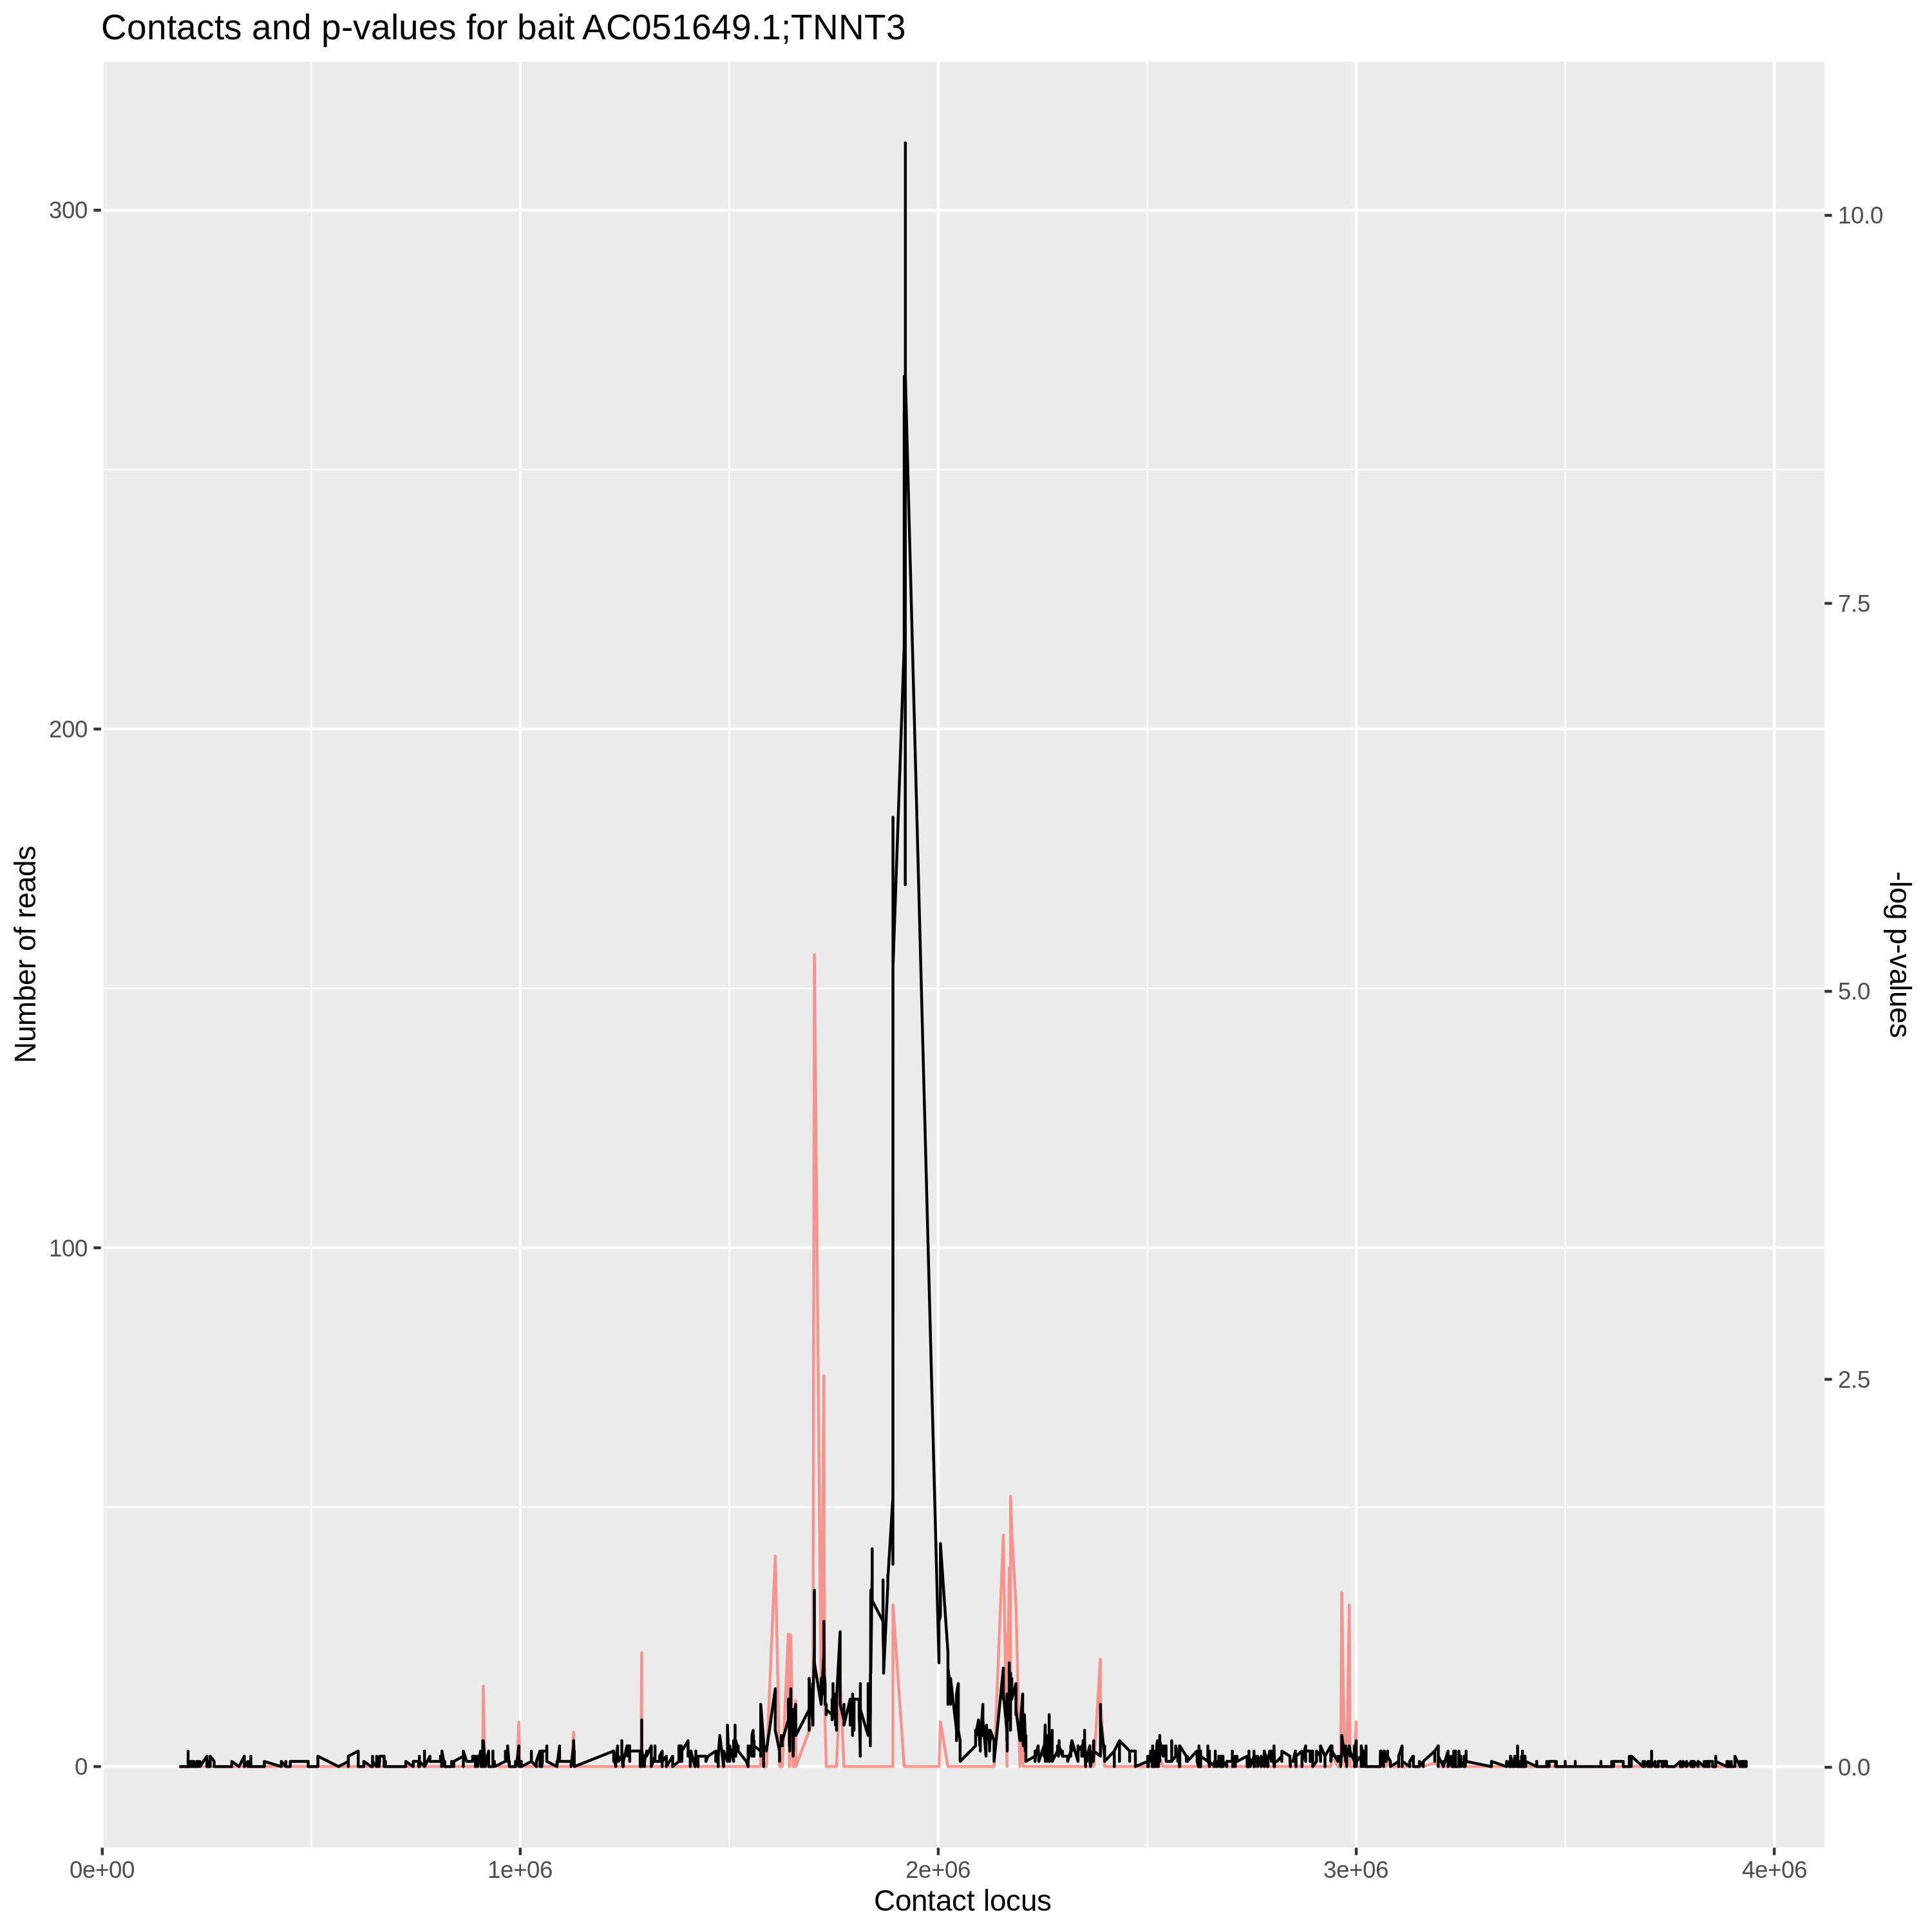 Contacts and p-values for bait AC051649.1;TNNT3
300
200
100
0
Number of reads
10.0
7.5
5.0
2.5
0.0
-log p-values
0e+00
1e+06
2e+06
3e+06
4e+06
Contact locus